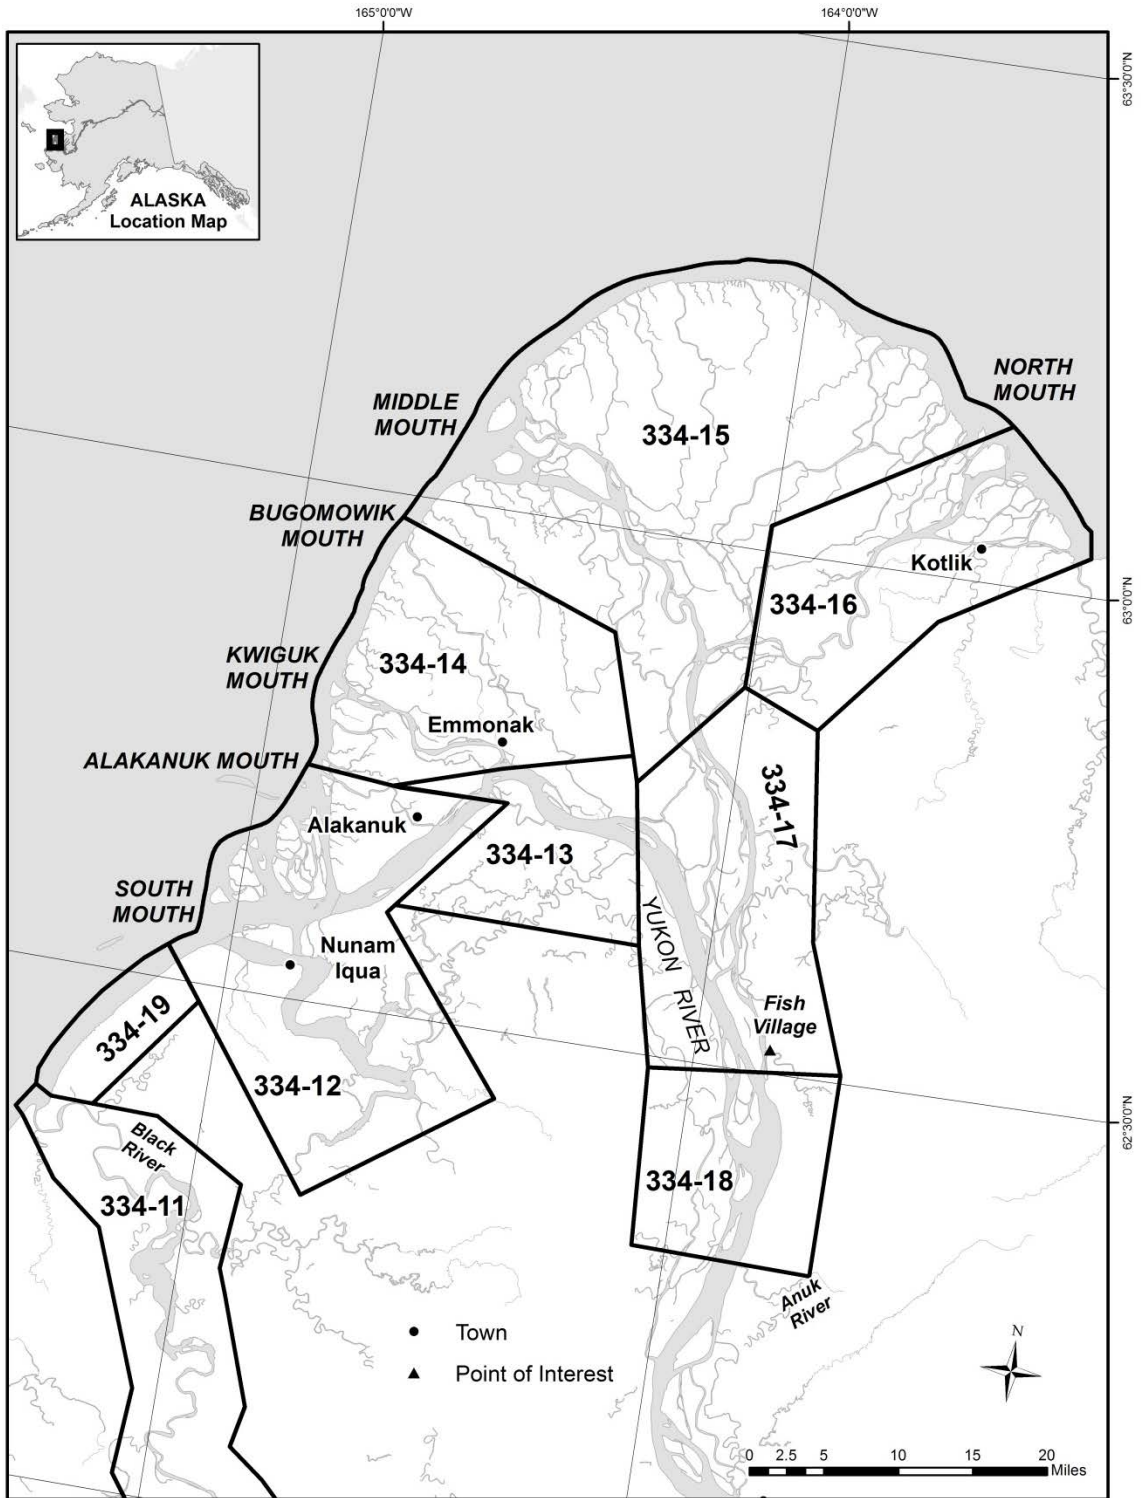 165°0'0"W
164°0'0"W
63°30'0"N
ALASKA
Location Map
NORTH
MOUTH
MIDDLE
MOUTH
334-15
BUGOMOWIK
MOUTH
Kotlik
63°0'0"N
334-16
KWIGUK
MOUTH
334-14
Emmonak
ALAKANUK MOUTH
334-17
Alakanuk
334-13
SOUTH
MOUTH
YUKON RIVER
Nunam
Iqua
Fish
Village
334-19
334-12
62°30'0"N
Black
River
334-18
334-11
Anuk
River
Town
Point of Interest
N
0 2.5 5 10 15 20
Miles